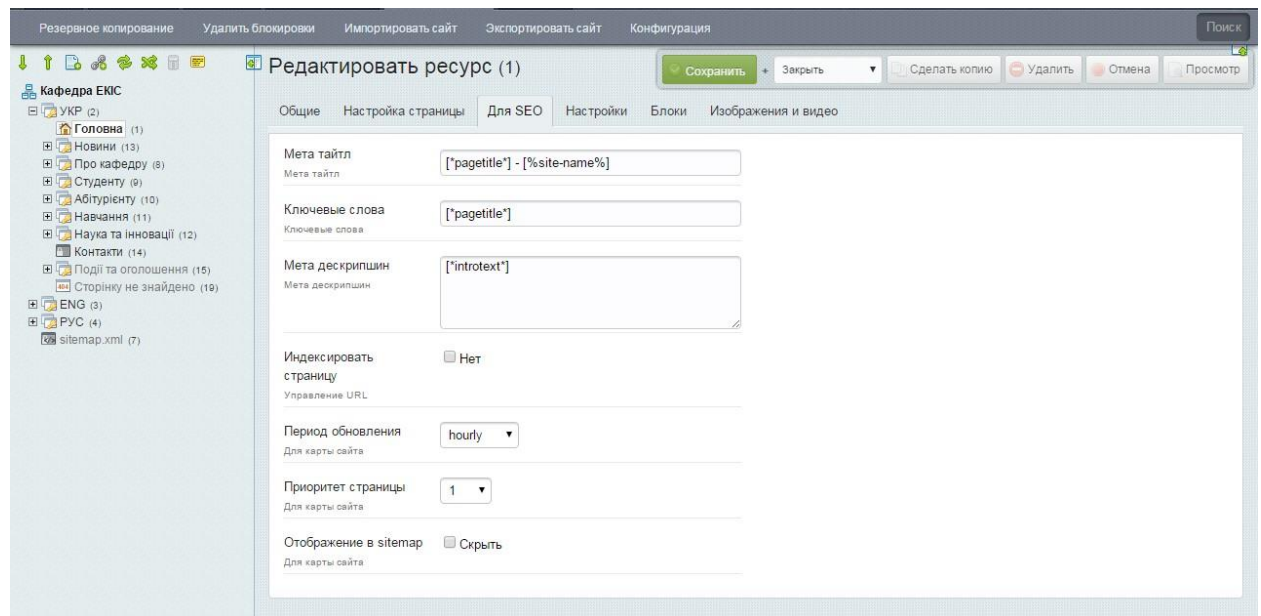 Резервное копирование Удалить блокировки Импортировать сайт Экспортировать сайт Конфигурация Поиск
Редактировать ресурс (1)
Сохранить + Закрыть Сделать копию Удалить Отмена Просмотр
Кафедра ЕКІС
УКР (2)
Головна (1)
Новини (13)
Про кафедру (8)
Студенту (9)
Абітурієнту (10)
Навчання (11)
Наука та інновації (12)
Контакти (14)
Події та оголошення (15)
404 Сторінку не знайдено (19)
ENG (3)
РУС (4)
sitemap.xml (7)
Общие Настройка страницы Для SEO Настройки Блоки Изображения и видео
Мета тайтл [*pagetitle*] - [%site-name%]
Мета тайтл
Ключевые слова [*pagetitle*]
Ключевые слова
Мета дескрипшин [*introtext*]
Мета дескрипшин
Индексировать Нет
страницу
Управление URL
Период обновления hourly
Для карты сайта
Приоритет страницы 1
Для карты сайта
Отображение в sitemap Скрыть
Для карты сайта